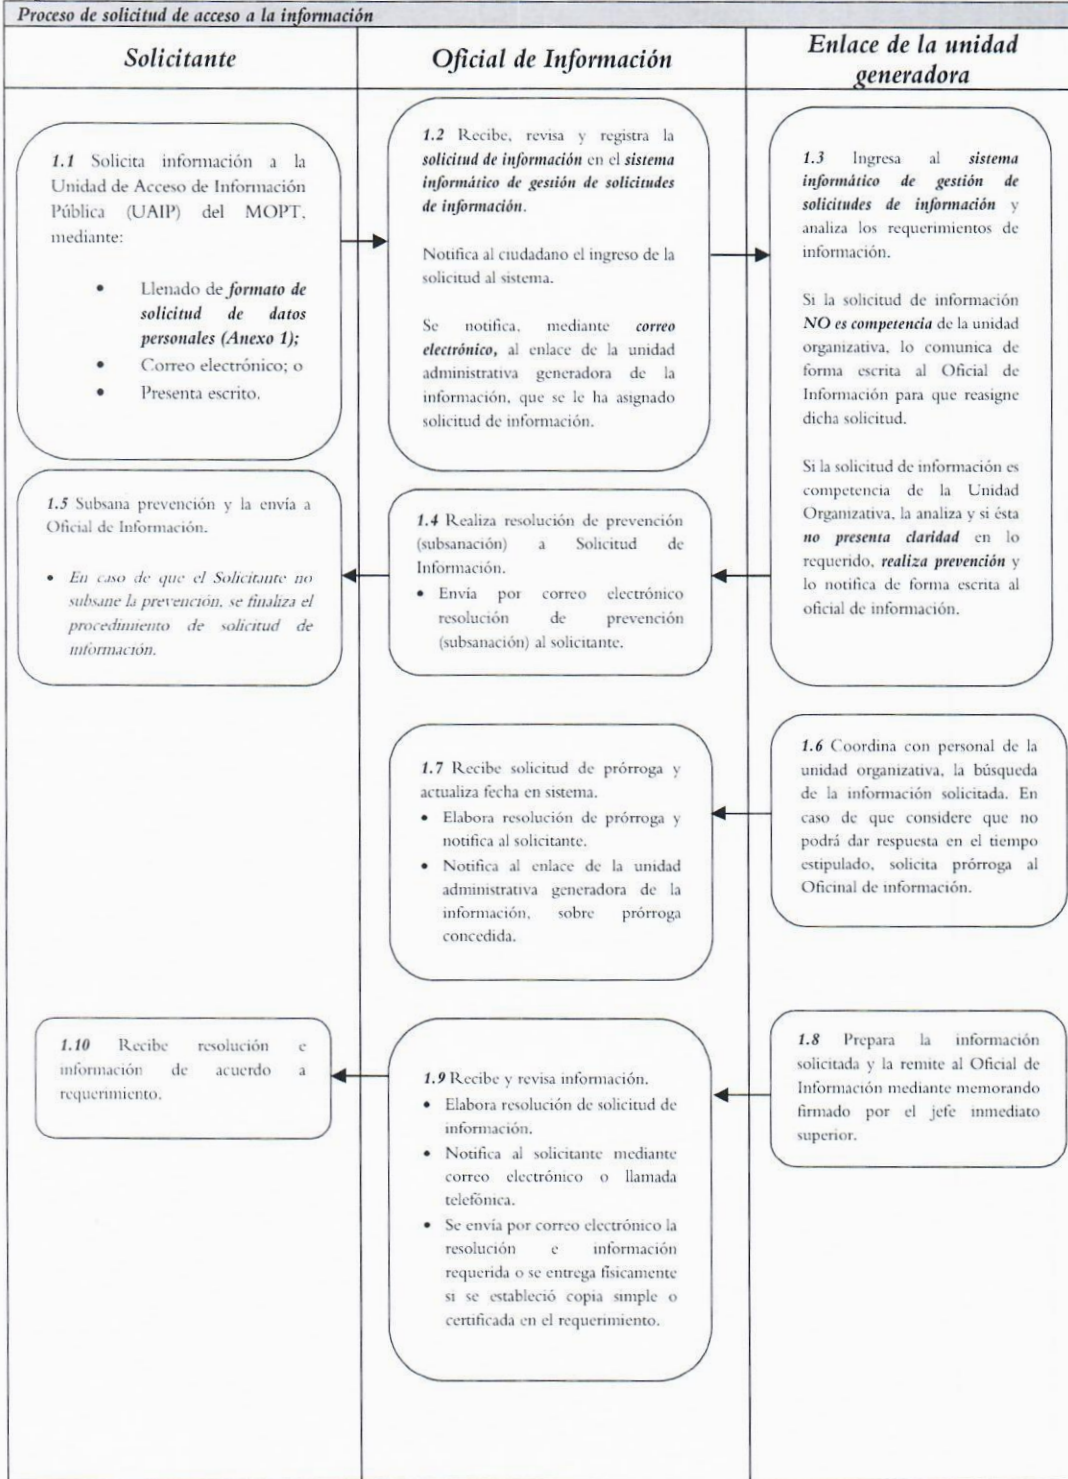 Proceso de solicitud de acceso a la información
Solicitante
Oficial de Información
Enlace de la unidad
generadora
1.1 Solicita información a la
Unidad de Acceso de Información
Pública (UAIP) del MOPT,
mediante:
• Llenado de formato de
solicitud de datos
personales (Anexo 1);
• Correo electrónico; o
• Presenta escrito.
1.2 Recibe, revisa y registra la
solicitud de información en el sistema
informático de gestión de solicitudes
de información.
Notifica al ciudadano el ingreso de la
solicitud al sistema.
Se notifica, mediante correo
electrónico, al enlace de la unidad
administrativa generadora de la
información, que se le ha asignado
solicitud de información.
1.3 Ingresa al sistema
informático de gestión de
solicitudes de información y
analiza los requerimientos de
información.
Si la solicitud de información
NO es competencia de la unidad
organizativa, lo comunica de
forma escrita al Oficial de
Información para que reasigne
dicha solicitud.
Si la solicitud de información es
competencia de la Unidad
Organizativa, la analiza y si ésta
no presenta claridad en lo
requerido, realiza prevención y
lo notifica de forma escrita al
oficial de información.
1.4 Realiza resolución de prevención
(subsanación) a Solicitud de
Información.
• Envía por correo electrónico
resolución de prevención
(subsanación) al solicitante.
1.5 Subsana prevención y la envía a
Oficial de Información.
• En caso de que el Solicitante no
subsane la prevención, se finaliza el
procedimiento de solicitud de
información.
1.6 Coordina con personal de la
unidad organizativa, la búsqueda
de la información solicitada. En
caso de que considere que no
podrá dar respuesta en el tiempo
estipulado, solicita prórroga al
Oficinal de información.
1.7 Recibe solicitud de prórroga y
actualiza fecha en sistema.
• Elabora resolución de prórroga y
notifica al solicitante.
• Notifica al enlace de la unidad
administrativa generadora de la
información, sobre prórroga
concedida.
1.8 Prepara la información
solicitada y la remite al Oficial de
Información mediante memorando
firmado por el jefe inmediato
superior.
1.9 Recibe y revisa información.
• Elabora resolución de solicitud de
información.
• Notifica al solicitante mediante
correo electrónico o llamada
telefónica.
• Se envía por correo electrónico la
resolución e información
requerida o se entrega físicamente
si se estableció copia simple o
certificada en el requerimiento.
1.10 Recibe resolución e
información de acuerdo a
requerimiento.